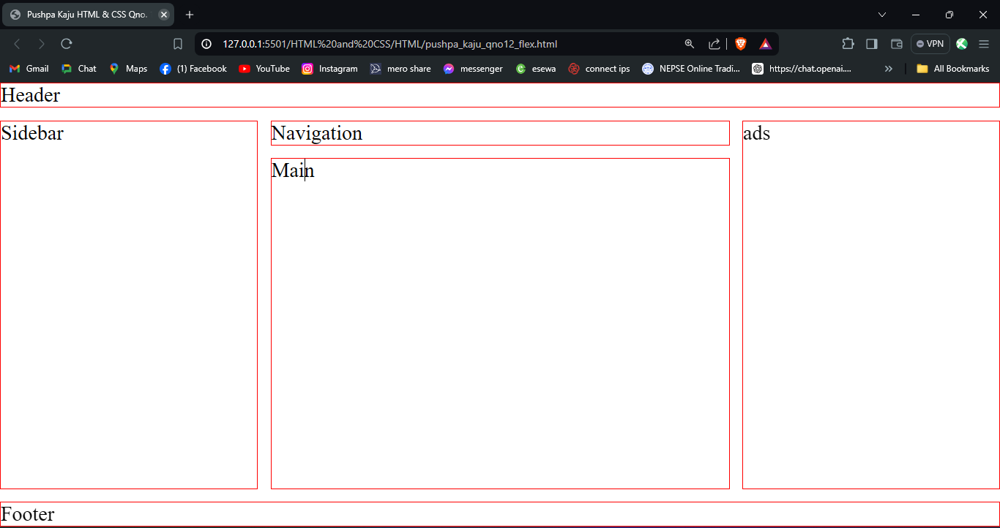 Pushpa Kaju HTML & CSS Qno.
127.0.0.1:5501/HTML%20and%20CSS/HTML/pushpa_kaju_qno12_flex.html
VPN
Gmail Chat Maps (1) Facebook YouTube Instagram mero share messenger esewa connect ips NEPSE Online Tradi... https://chat.openai.... » All Bookmarks
Header
Sidebar Navigation ads
Main
Footer